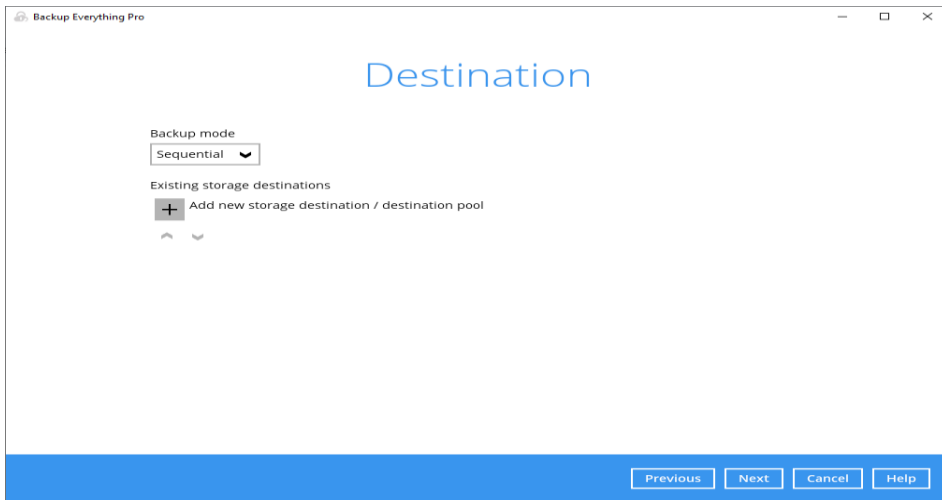 Backup Everything Pro
Destination
Backup mode
Sequential
Existing storage destinations
Add new storage destination / destination pool
Previous Next Cancel Help